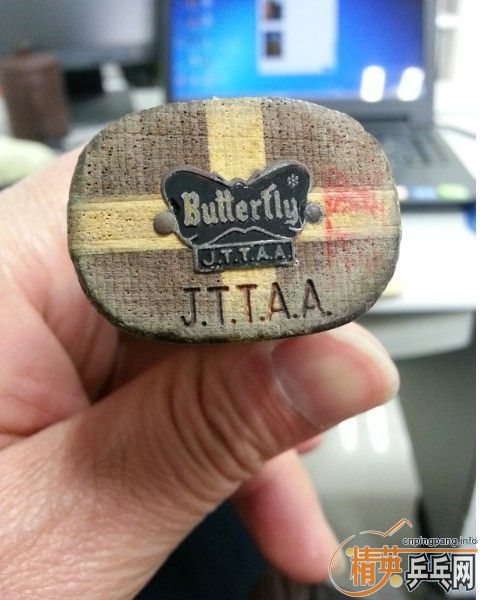 Butterfly®
J.T.T.A.A.
J.T.T.A.A.
cnpingpang.info
精英乒乓网